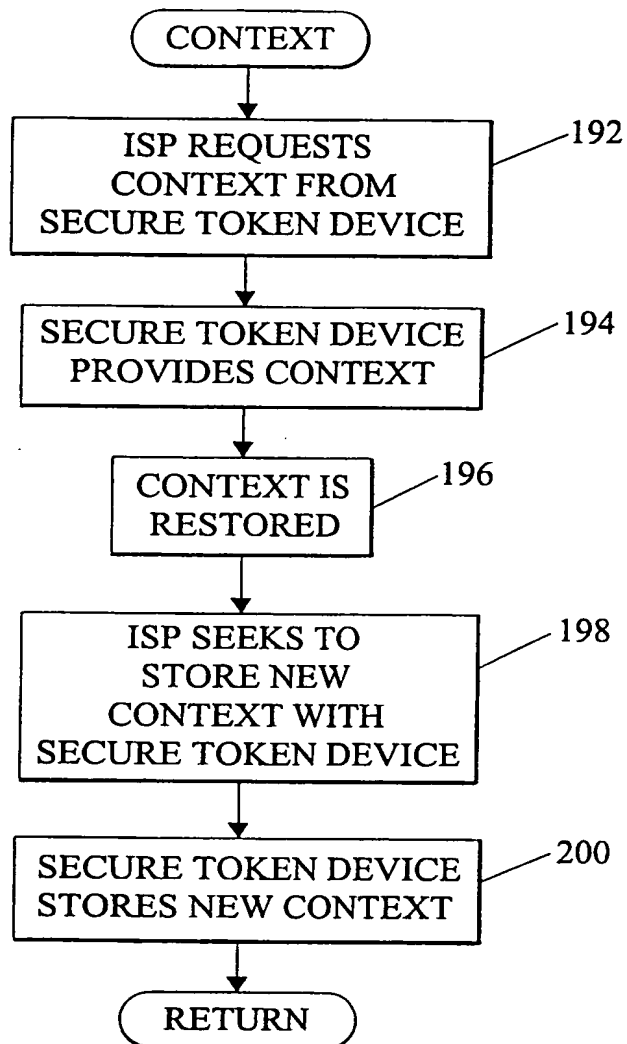 CONTEXT
ISP REQUESTS
CONTEXT FROM
SECURE TOKEN DEVICE
192
SECURE TOKEN DEVICE
PROVIDES CONTEXT
194
CONTEXT IS
RESTORED
196
ISP SEEKS TO
STORE NEW
CONTEXT WITH
SECURE TOKEN DEVICE
198
SECURE TOKEN DEVICE
STORES NEW CONTEXT
200
RETURN